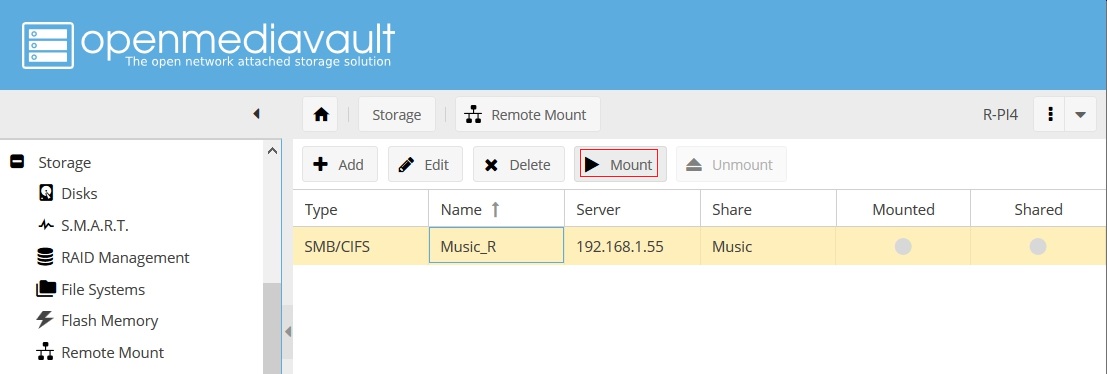 openmediavault
The open network attached storage solution
Storage Remote Mount R-PI4
Storage
Disks
S.M.A.R.T.
RAID Management
File Systems
Flash Memory
Remote Mount
Add Edit Delete Mount Unmount
Type Name Server Share Mounted Shared
SMB/CIFS Music_R 192.168.1.55 Music